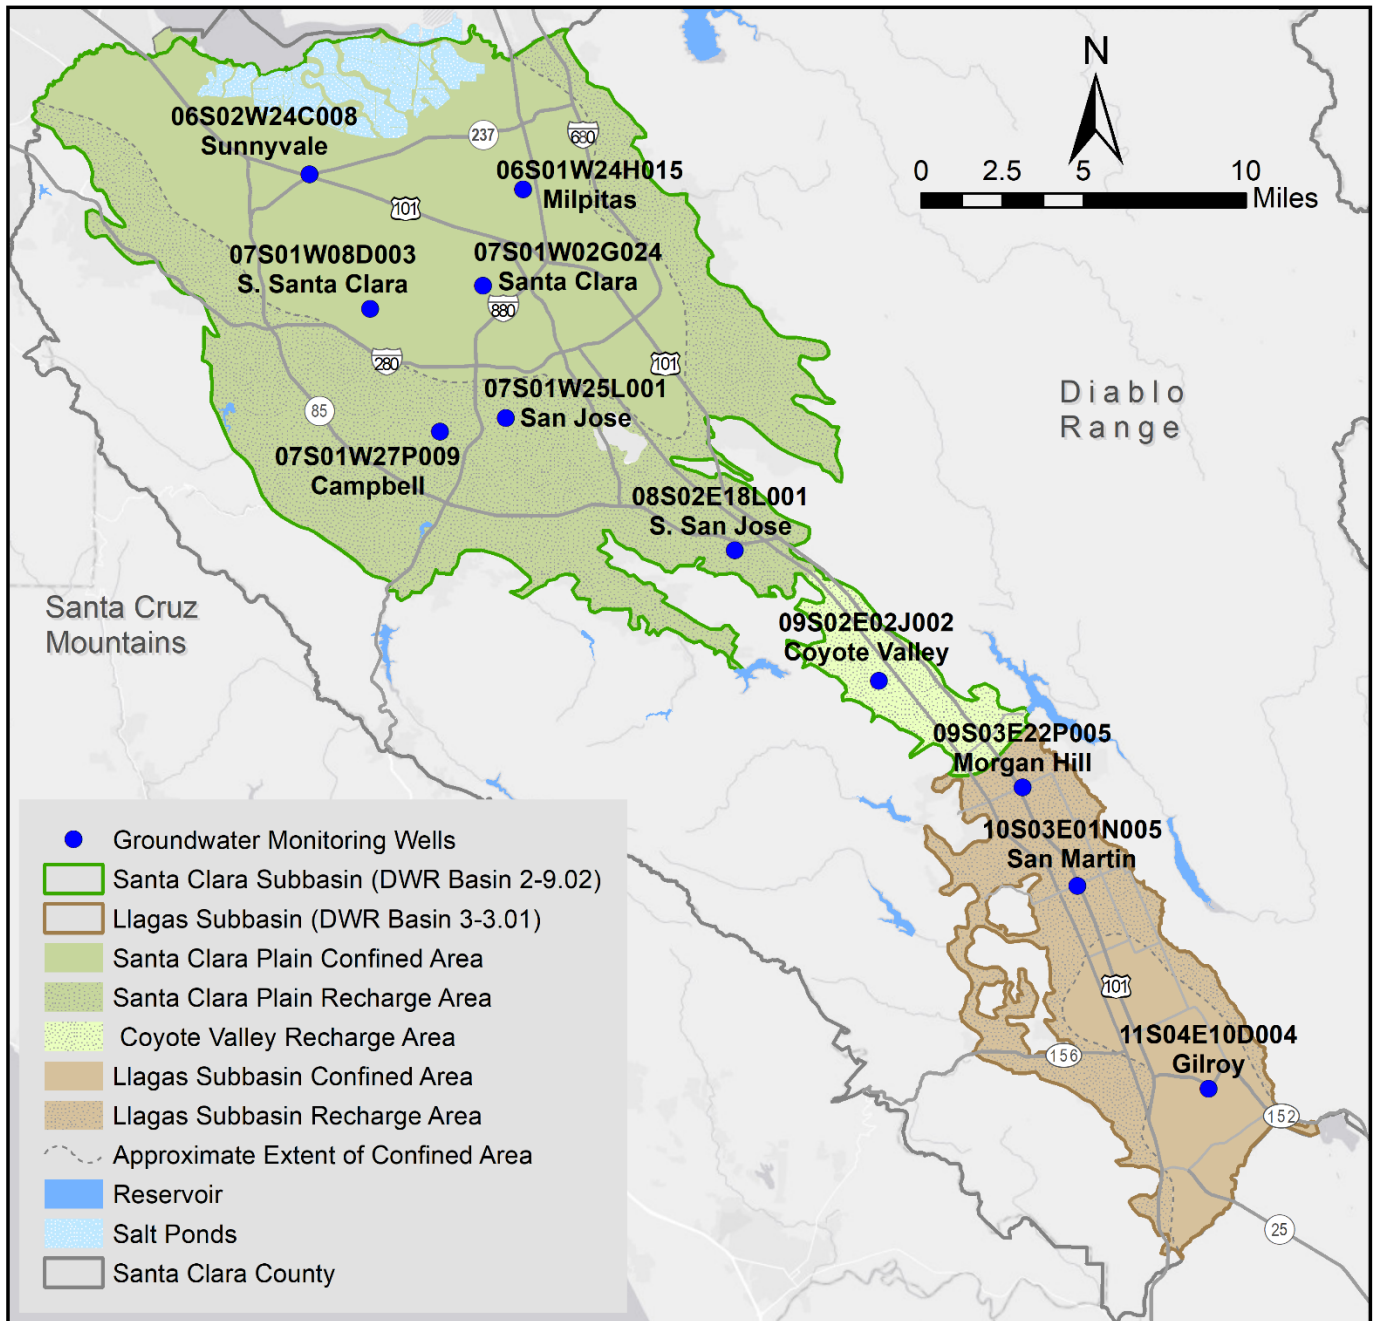 N
0 2.5 5 10
Miles
06S02W24C008
Sunnyvale
237
680
06S01W24H015
Milpitas
101
07S01W08D003
S. Santa Clara
07S01W02G024
Santa Clara
880
280
101
85
07S01W25L001
San Jose
07S01W27P009
Campbell
Diablo
Range
08S02E18L001
S. San Jose
Santa Cruz
Mountains
09S02E02J002
Coyote Valley
09S03E22P005
Morgan Hill
10S03E01N005
San Martin
101
11S04E10D004
Gilroy
156
152
25
Groundwater Monitoring Wells
Santa Clara Subbasin (DWR Basin 2-9.02)
Llagas Subbasin (DWR Basin 3-3.01)
Santa Clara Plain Confined Area
Santa Clara Plain Recharge Area
Coyote Valley Recharge Area
Llagas Subbasin Confined Area
Llagas Subbasin Recharge Area
Approximate Extent of Confined Area
Reservoir
Salt Ponds
Santa Clara County